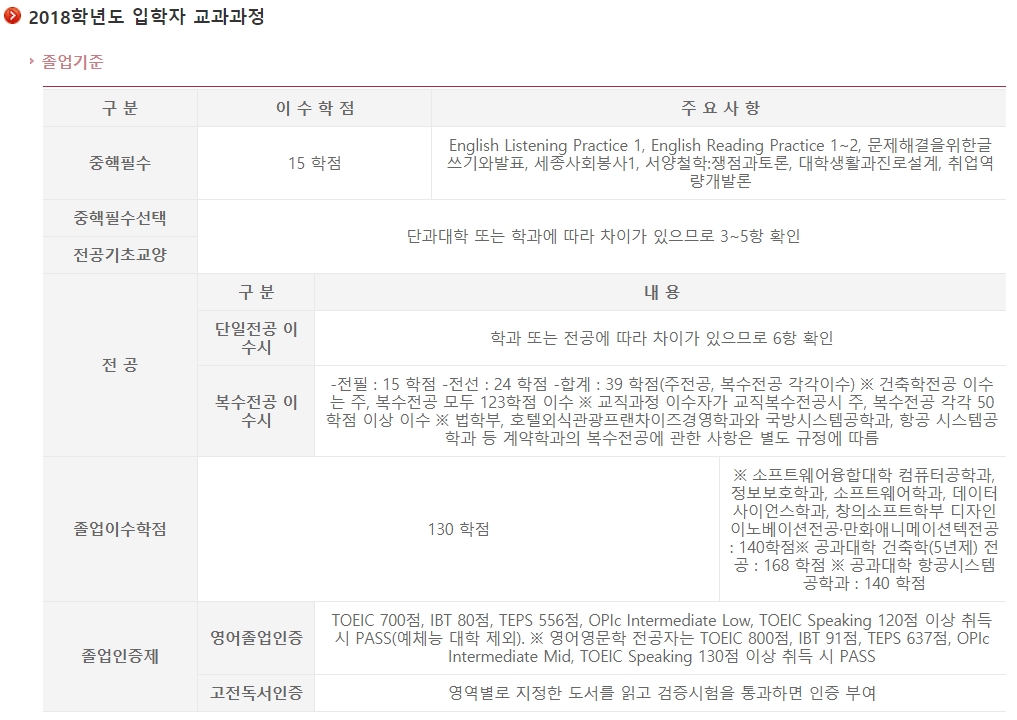 2018학년도 입학자 교과과정
졸업기준
구 분 이 수 학 점 주 요 사 항
중핵필수 15 학점
English Listening Practice 1, English Reading Practice 1~2, 문제해결을위한글
쓰기와발표, 세종사회봉사1, 서양철학:쟁점과토론, 대학생활과진로설계, 취업역
량개발론
중핵필수선택
전공기초교양
단과대학 또는 학과에 따라 차이가 있으므로 3~5항 확인
전 공
구 분 내 용
단일전공 이
수시
학과 또는 전공에 따라 차이가 있으므로 6항 확인
복수전공 이
수시
-전필 : 15 학점 -전선 : 24 학점 -합계 : 39 학점(주전공, 복수전공 각각이수) ※ 건축학전공 이수
는 주, 복수전공 모두 123학점 이수 ※ 교직과정 이수자가 교직복수전공시 주, 복수전공 각각 50
학점 이상 이수 ※ 법학부, 호텔외식관광프랜차이즈경영학과와 국방시스템공학과, 항공 시스템공
학과 등 계약학과의 복수전공에 관한 사항은 별도 규정에 따름
졸업이수학점 130 학점
※ 소프트웨어융합대학 컴퓨터공학과,
정보보호학과, 소프트웨어학과, 데이터
사이언스학과, 창의소프트학부 디자인
이노베이션전공·만화애니메이션텍전공
: 140학점※ 공과대학 건축학(5년제) 전
공 : 168 학점 ※ 공과대학 항공시스템
공학과 : 140 학점
졸업인증제
영어졸업인증
TOEIC 700점, IBT 80점, TEPS 556점, OPIc Intermediate Low, TOEIC Speaking 120점 이상 취득
시 PASS(예체능 대학 제외). ※ 영어영문학 전공자는 TOEIC 800점, IBT 91점, TEPS 637점, OPIc
Intermediate Mid, TOEIC Speaking 130점 이상 취득 시 PASS
고전독서인증 영역별로 지정한 도서를 읽고 검증시험을 통과하면 인증 부여